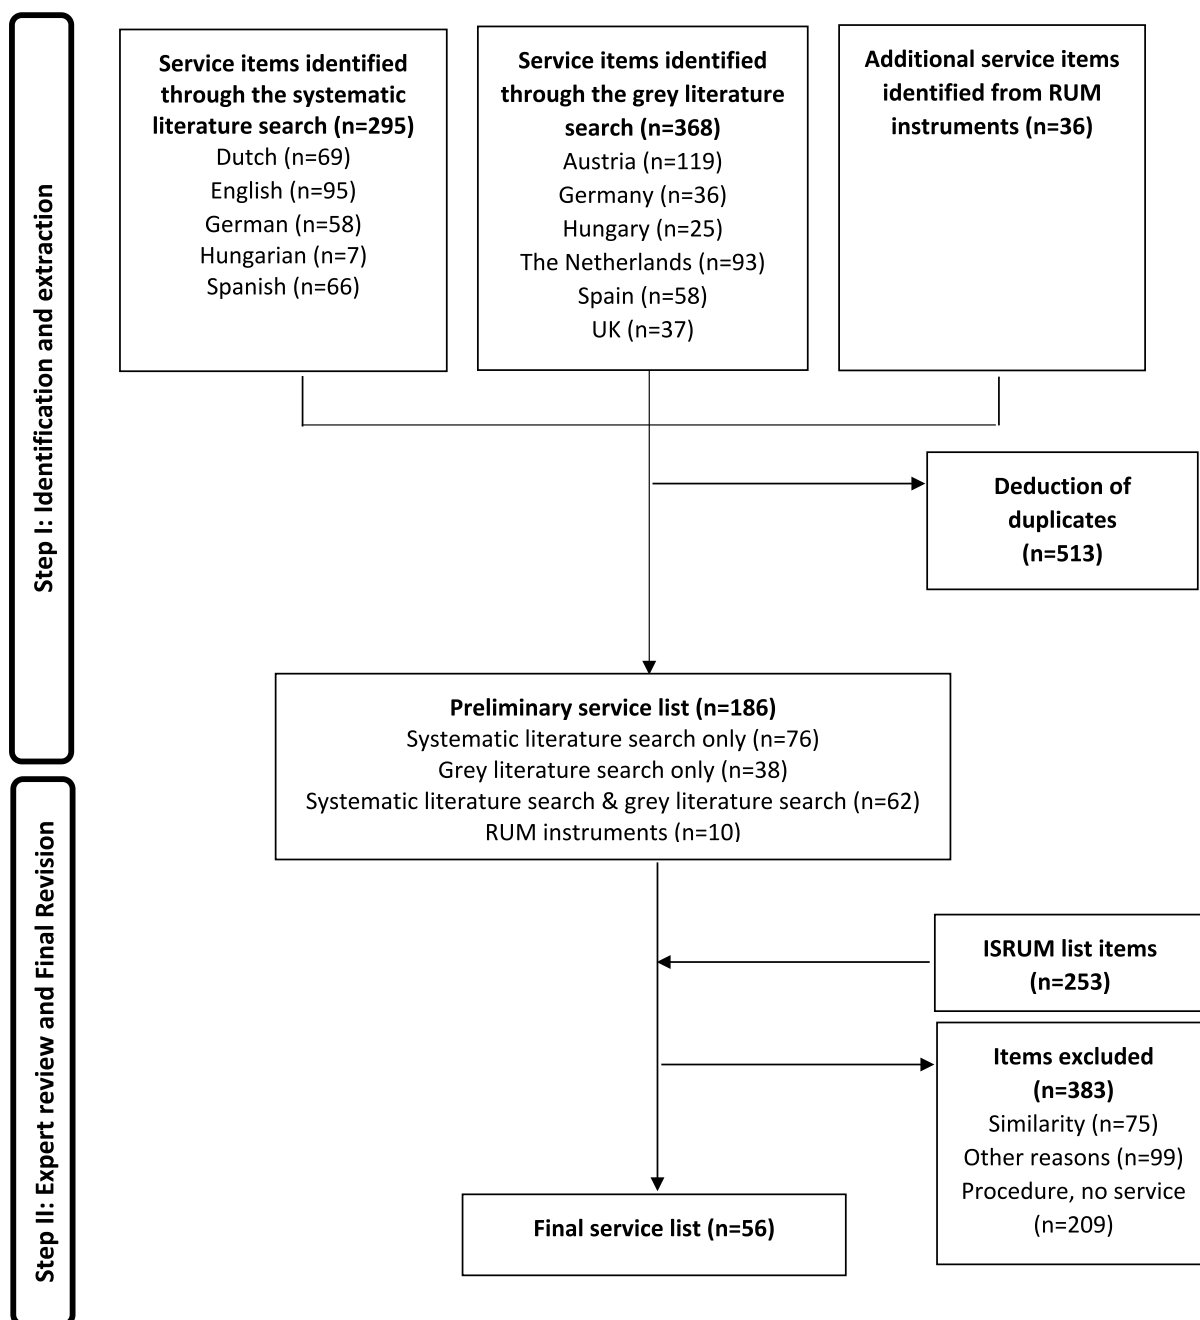 Step I: Identification and extraction
Service items identified
through the systematic
literature search (n=295)
Dutch (n=69)
English (n=95)
German (n=58)
Hungarian (n=7)
Spanish (n=66)
Service items identified
through the grey literature
search (n=368)
Austria (n=119)
Germany (n=36)
Hungary (n=25)
The Netherlands (n=93)
Spain (n=58)
UK (n=37)
Additional service items
identified from RUM
instruments (n=36)
Deduction of
duplicates
(n=513)
Preliminary service list (n=186)
Systematic literature search only (n=76)
Grey literature search only (n=38)
Systematic literature search & grey literature search (n=62)
RUM instruments (n=10)
Step II: Expert review and Final Revision
ISRUM list items
(n=253)
Items excluded
(n=383)
Similarity (n=75)
Other reasons (n=99)
Procedure, no service
(n=209)
Final service list (n=56)